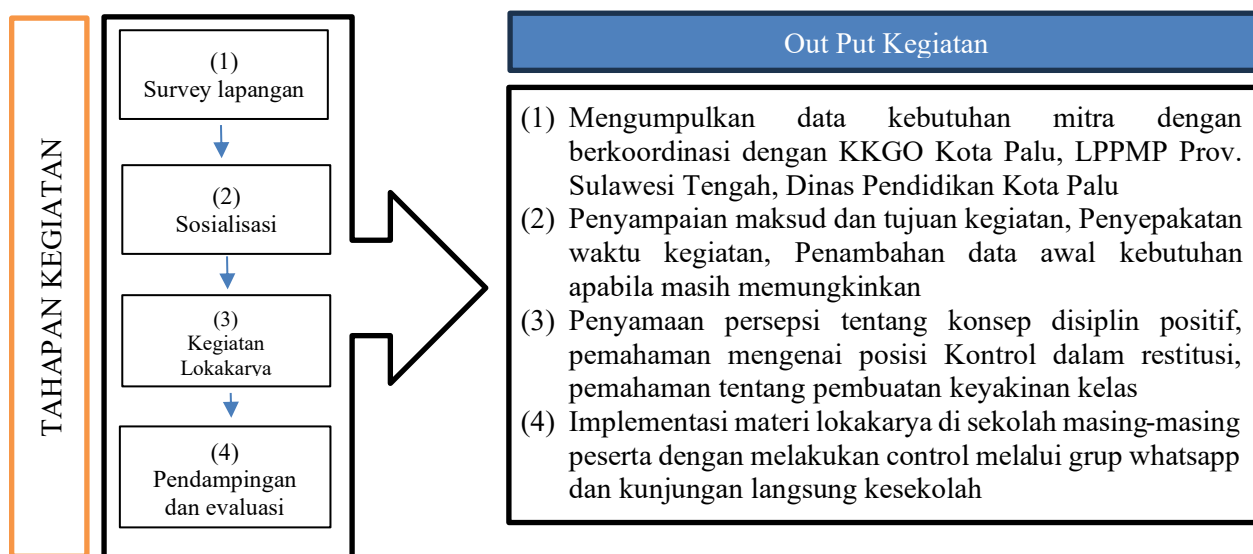 TAHAPAN KEGIATAN
(1)
Survey lapangan
(2)
Sosialisasi
(3)
Kegiatan
Lokakarya
(4)
Pendampingan
dan evaluasi
Out Put Kegiatan
(1) Mengumpulkan data kebutuhan mitra dengan
berkoordinasi dengan KKGO Kota Palu, LPPMP Prov.
Sulawesi Tengah, Dinas Pendidikan Kota Palu
(2) Penyampaian maksud dan tujuan kegiatan, Penyepakatan
waktu kegiatan, Penambahan data awal kebutuhan
apabila masih memungkinkan
(3) Penyamaan persepsi tentang konsep disiplin positif,
pemahaman mengenai posisi Kontrol dalam restitusi,
pemahaman tentang pembuatan keyakinan kelas
(4) Implementasi materi lokakarya di sekolah masing-masing
peserta dengan melakukan control melalui grup whatsapp
dan kunjungan langsung kesekolah